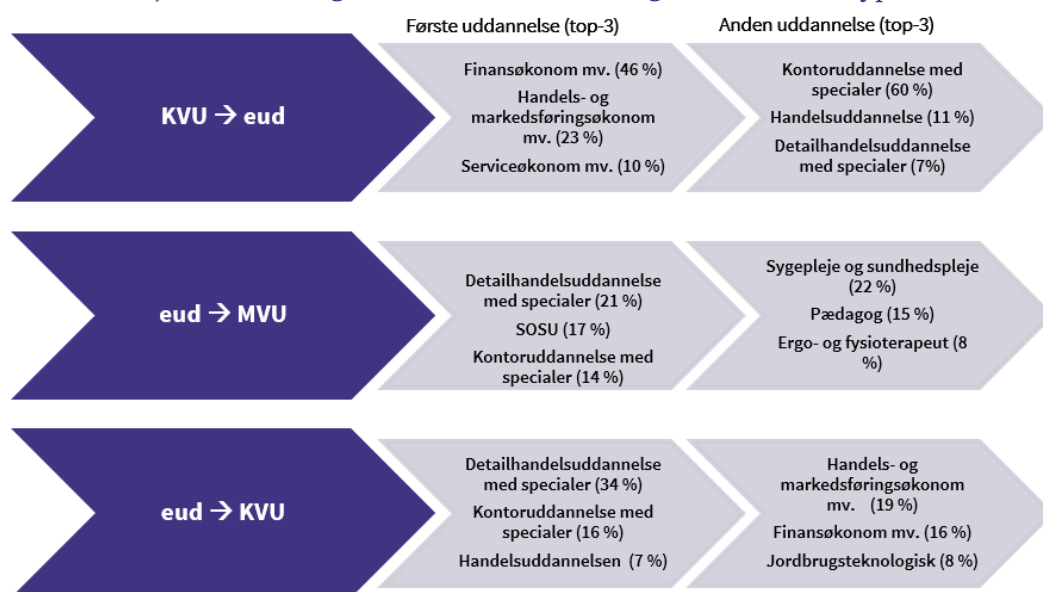 Første uddannelse (top-3)
Anden uddannelse (top-3)
KVU → eud
Finansøkonom mv. (46 %)
Handels- og
markedsføringsøkonom
mv. (23 %)
Serviceøkonom mv. (10 %)
Kontoruddannelse med
specialer (60 %)
Handelsuddannelse (11 %)
Detailhandelsuddannelse
med specialer (7%)
eud → MVU
Detailhandelsuddannelse
med specialer (21 %)
SOSU (17 %)
Kontoruddannelse med
specialer (14 %)
Sygepleje og sundhedspleje
(22 %)
Pædagog (15 %)
Ergo- og fysioterapeut (8
%)
eud → KVU
Detailhandelsuddannelse
med specialer (34 %)
Kontoruddannelse med
specialer (16 %)
Handelsuddannelsen (7 %)
Handels- og
markedsføringsøkonom
mv. (19 %)
Finansøkonom mv. (16 %)
Jordbrugsteknologisk (8 %)